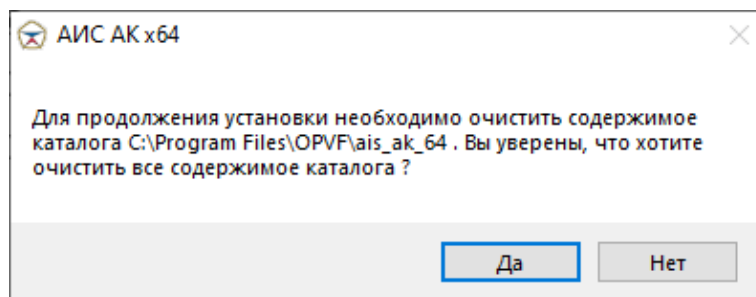 АИС АК x64
Для продолжения установки необходимо очистить содержимое
каталога C:\Program Files\OPVF\ais_ak_64 . Вы уверены, что хотите
очистить все содержимое каталога ?
Да
Нет